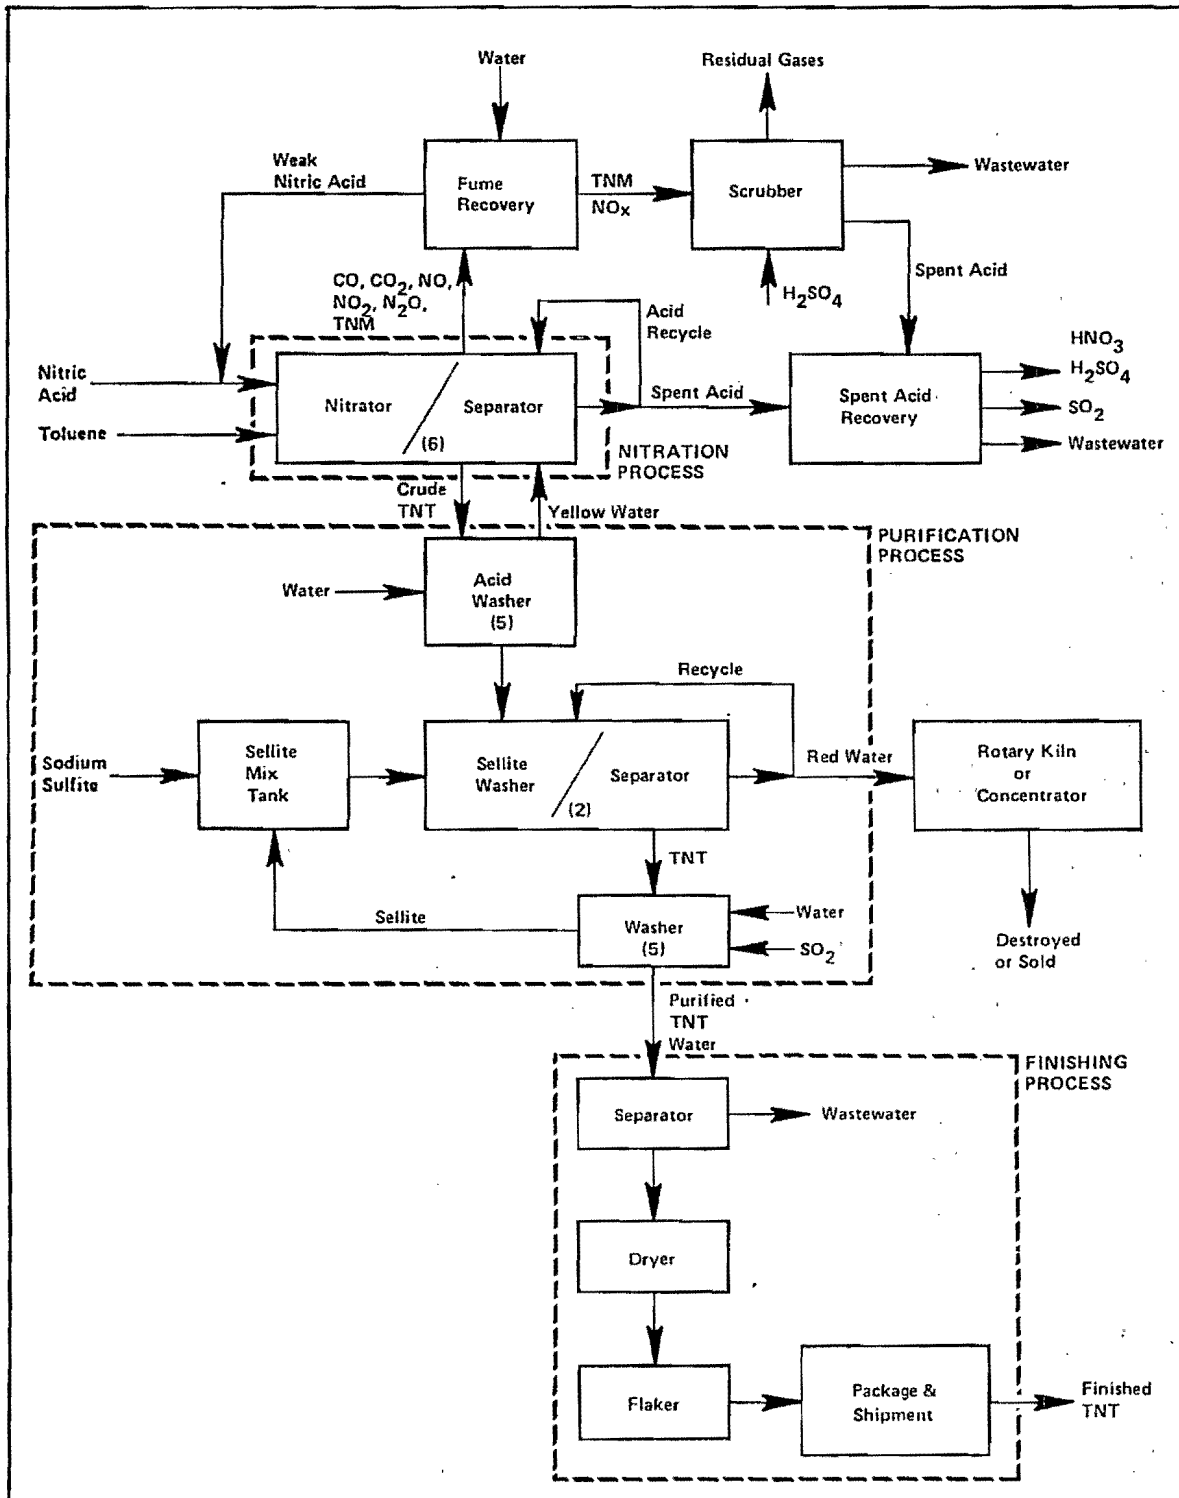 Water
Residual Gases
Weak
Nitric Acid
Fume
Recovery
TNM
NOx
Scrubber
Wastewater
CO, CO2, NO,
NO2, N2O,
TNM
H2SO4
Spent Acid
Acid
Recycle
Nitric
Acid
Toluene
Nitrator
Separator
(6)
Spent Acid
Spent Acid
Recovery
HNO3
H2SO4
SO2
Wastewater
NITRATION
PROCESS
Crude
TNT
Yellow Water
PURIFICATION
PROCESS
Water
Acid
Washer
(5)
Recycle
Sodium
Sulfite
Sellite
Mix
Tank
Sellite
Washer
Separator
(2)
Red Water
Rotary Kiln
or
Concentrator
TNT
Sellite
Washer
(5)
Water
SO2
Destroyed
or Sold
Purified
TNT
Water
FINISHING
PROCESS
Separator
Wastewater
Dryer
Flaker
Package &
Shipment
Finished
TNT